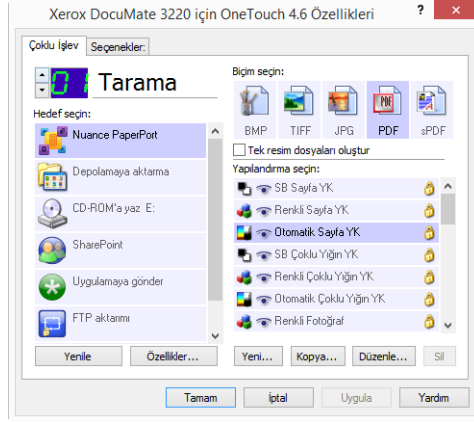 Xerox DocuMate 3220 için OneTouch 4.6 Özellikleri
Çoklu İşlev
Seçenekler:
01 Tarama
Hedef seçin:
Nuance PaperPort
Depolamaya aktarma
CD-ROM'a yaz E:
SharePoint
Uygulamaya gönder
FTP aktarımı
Yenile
Özellikler...
Biçim seçin:
BMP
TIFF
JPG
PDF
sPDF
Tek resim dosyaları oluştur
Yapılandırma seçin:
SB Sayfa YK
Renkli Sayfa YK
Otomatik Sayfa YK
SB Çoklu Yığın YK
Renkli Çoklu Yığın YK
Otomatik Çoklu Yığın YK
Renkli Fotoğraf
Yeni...
Kopya...
Düzenle...
Sil
Tamam
İptal
Uygula
Yardım